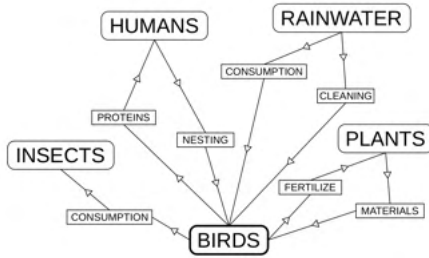 HUMANS
RAINWATER
CONSUMPTION
CLEANING
PROTEINS
NESTING
PLANTS
INSECTS
FERTILIZE
CONSUMPTION
MATERIALS
BIRDS